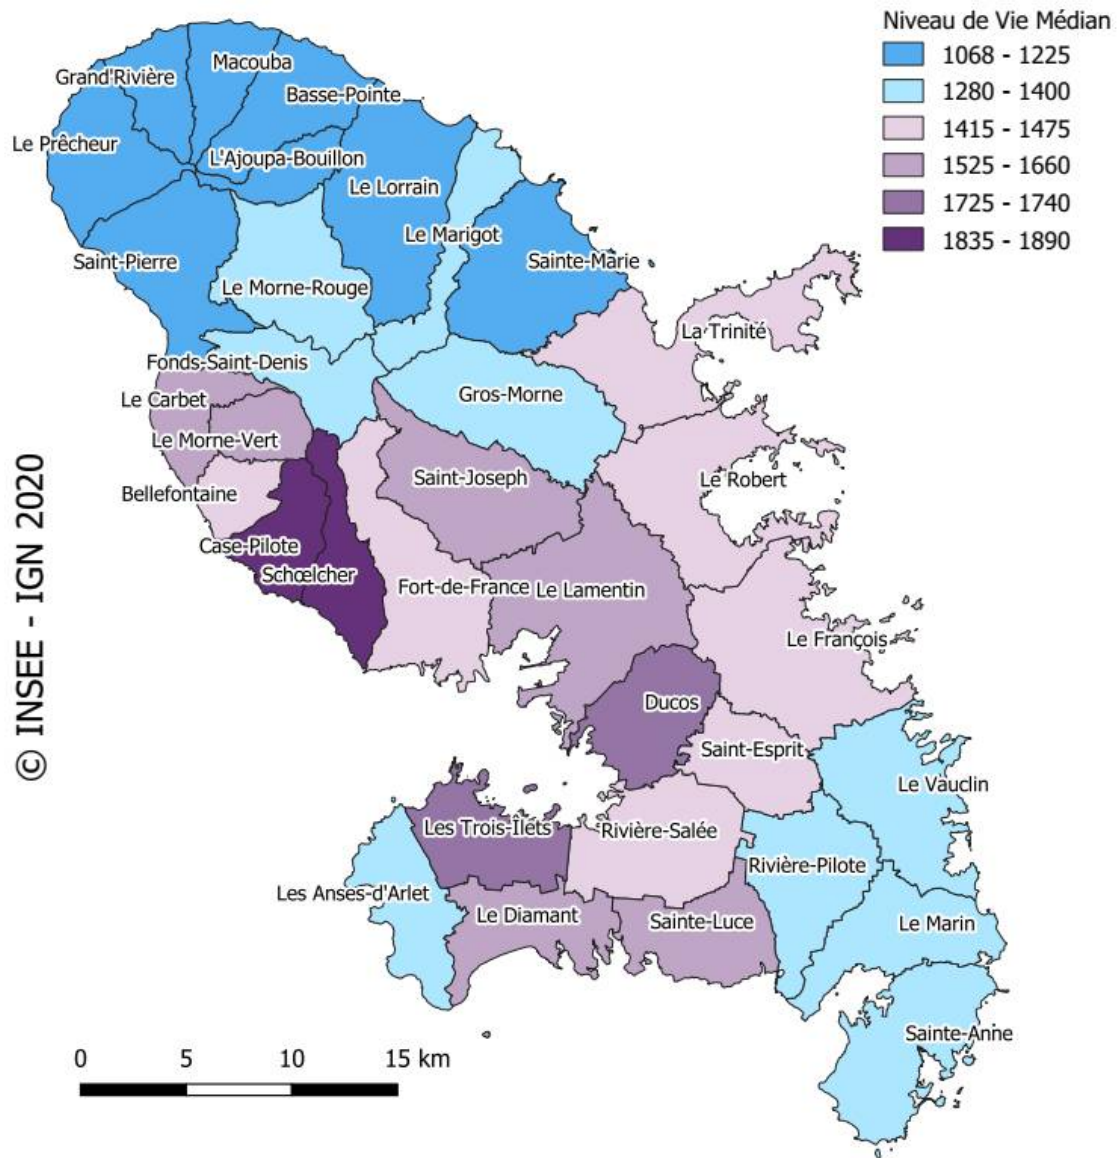 Niveau de Vie Médian
1068 - 1225
1280 - 1400
1415 - 1475
1525 - 1660
1725 - 1740
1835 - 1890
Macouba
Grand'Rivière
Basse-Pointe
Le Prêcheur
L'Ajoupa-Bouillon
Le Lorrain
Le Marigot
Saint-Pierre
Sainte-Marie
Le Morne-Rouge
La Trinité
Fonds-Saint-Denis
Gros-Morne
Le Carbet
Le Morne-Vert
Saint-Joseph
Le Robert
Bellefontaine
Case-Pilote
Schœlcher
Fort-de-France
Le Lamentin
Le François
Ducos
Saint-Esprit
Le Vauclin
Les Trois-Îlets
Rivière-Salée
Rivière-Pilote
Les Anses-d'Arlet
Le Diamant
Sainte-Luce
Le Marin
Sainte-Anne
© INSEE - IGN 2020
0 5 10 15 km